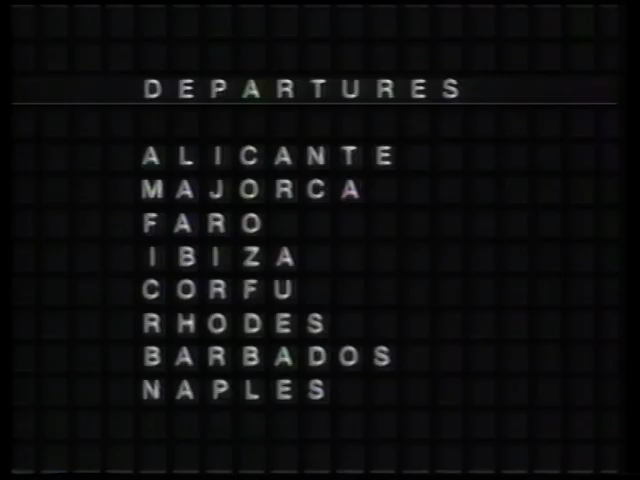 DEPARTURES
ALICANTE
MAJORCA
FARO
IBIZA
CORFU
RHODES
BARBADOS
NAPLES